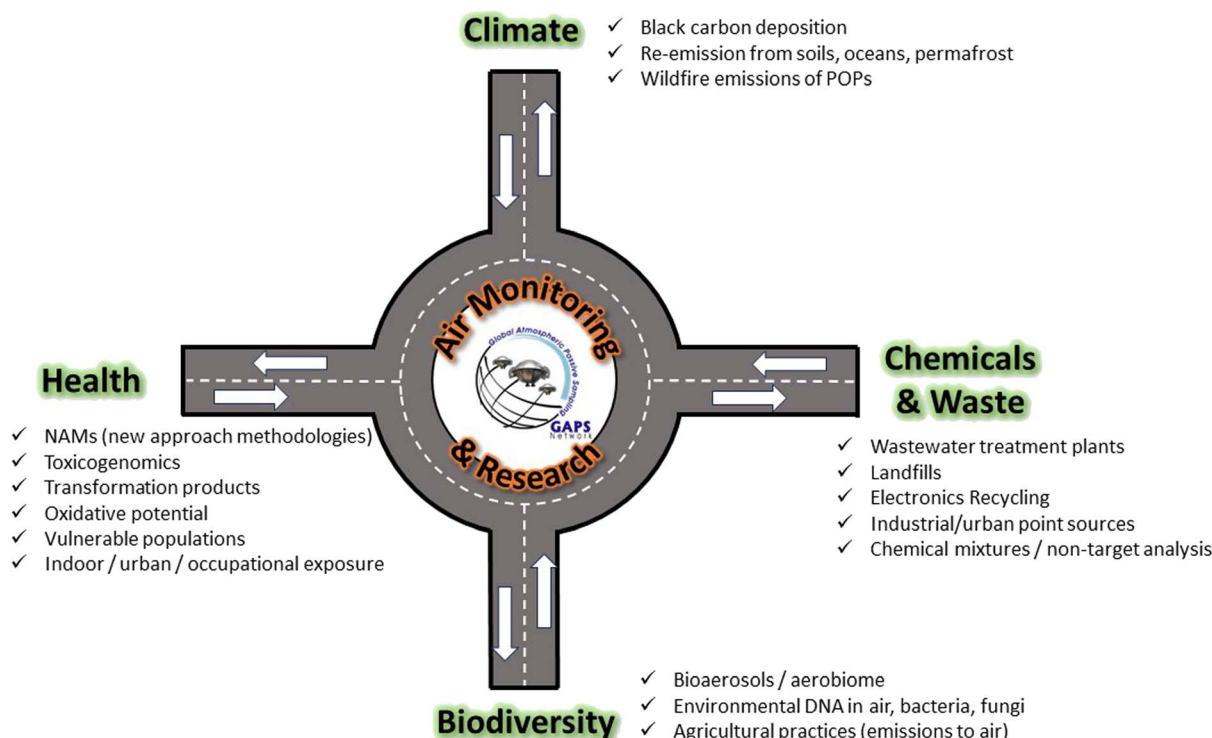 Climate
✓ Black carbon deposition
✓ Re-emission from soils, oceans, permafrost
✓ Wildfire emissions of POPs
Air Monitoring
& Research
Global Atmospheric Passive Sampling
GAPS
Network
Health
✓ NAMs (new approach methodologies)
✓ Toxicogenomics
✓ Transformation products
✓ Oxidative potential
✓ Vulnerable populations
✓ Indoor / urban / occupational exposure
Chemicals
& Waste
✓ Wastewater treatment plants
✓ Landfills
✓ Electronics Recycling
✓ Industrial/urban point sources
✓ Chemical mixtures / non-target analysis
Biodiversity
✓ Bioaerosols / aerobiome
✓ Environmental DNA in air, bacteria, fungi
✓ Agricultural practices (emissions to air)